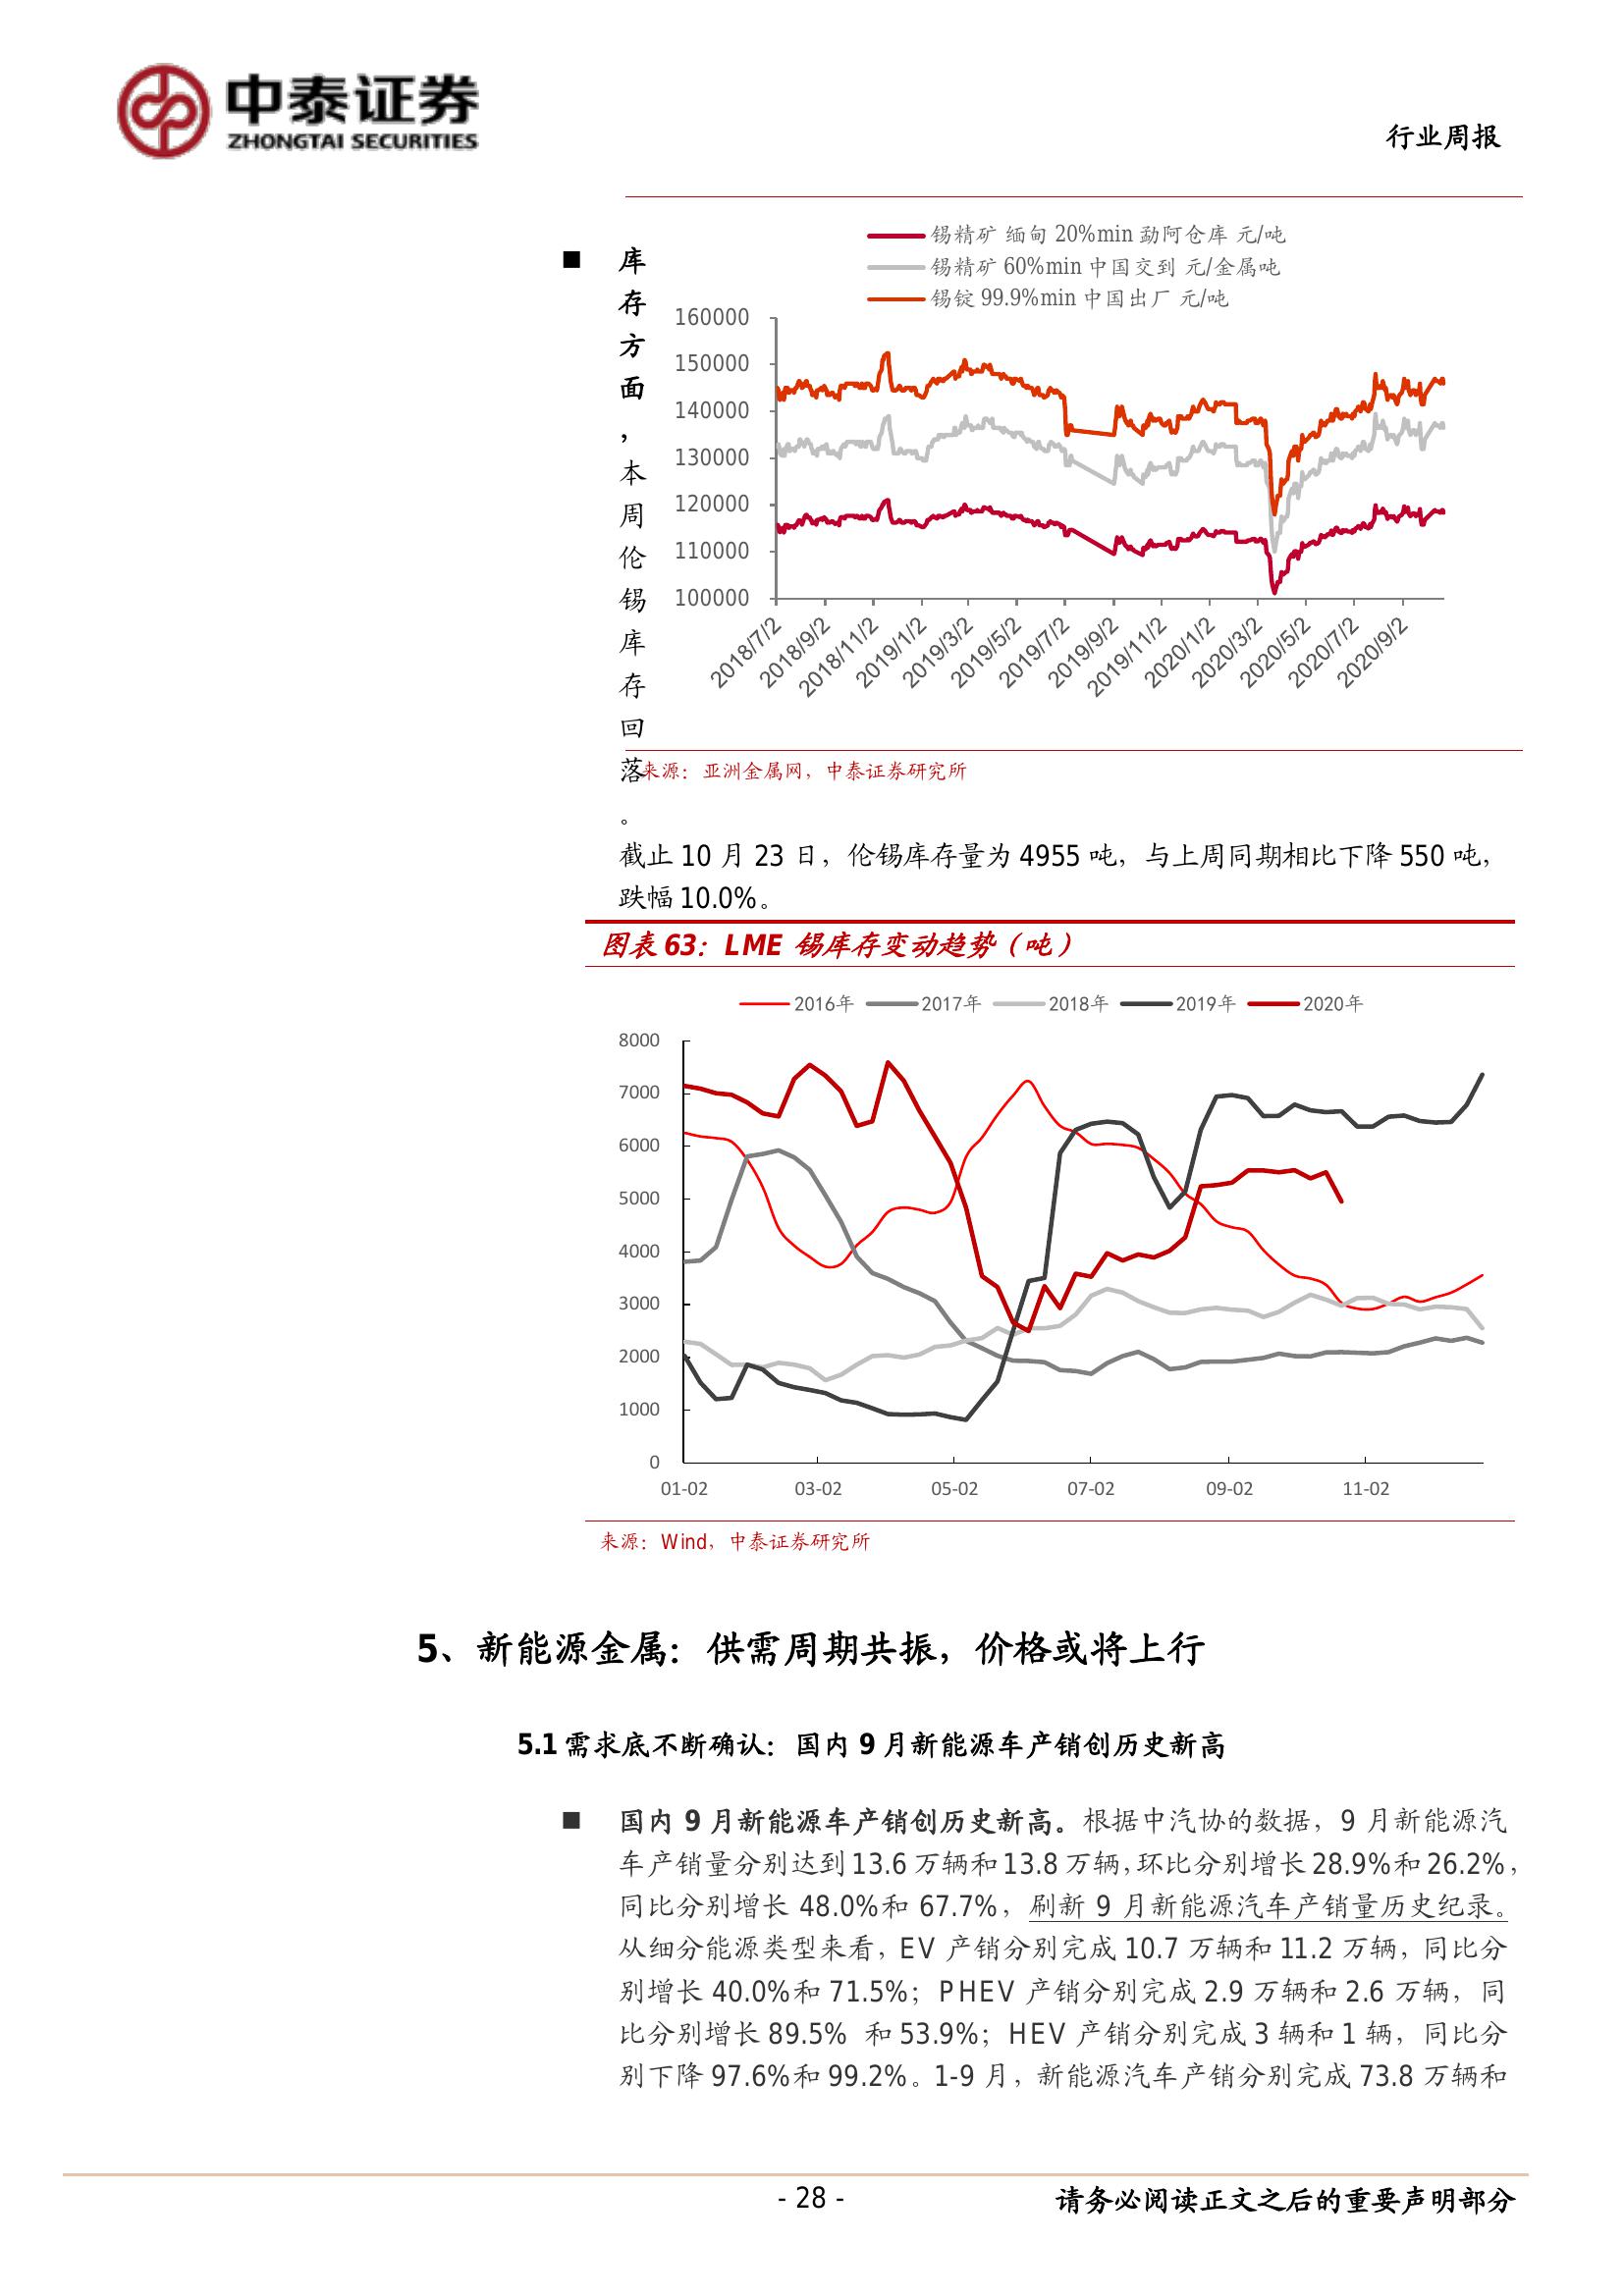 中泰证券
ZHONGTAI SECURITIES
行业周报
■ 库存方面，本周伦锡库存回落。
锡精矿 缅甸 20%min 勐阿仓库 元/吨
锡精矿 60%min 中国交到 元/金属吨
锡锭 99.9%min 中国出厂 元/吨
160000
150000
140000
130000
120000
110000
100000
2018/7/2 2018/9/2 2018/11/2 2019/1/2 2019/3/2 2019/5/2 2019/7/2 2019/9/2 2019/11/2 2020/1/2 2020/3/2 2020/5/2 2020/7/2 2020/9/2
来源：亚洲金属网，中泰证券研究所
截止 10 月 23 日，伦锡库存量为 4955 吨，与上周同期相比下降 550 吨，
跌幅 10.0%。
图表 63：LME 锡库存变动趋势（吨）
2016年 2017年 2018年 2019年 2020年
8000
7000
6000
5000
4000
3000
2000
1000
0
01-02 03-02 05-02 07-02 09-02 11-02
来源：Wind，中泰证券研究所
5、新能源金属：供需周期共振，价格或将上行
5.1 需求底不断确认：国内 9 月新能源车产销创历史新高
■ 国内 9 月新能源车产销创历史新高。根据中汽协的数据，9 月新能源汽
车产销量分别达到 13.6 万辆和 13.8 万辆，环比分别增长 28.9%和 26.2%，
同比分别增长 48.0%和 67.7%，刷新 9 月新能源汽车产销量历史纪录。
从细分能源类型来看，EV 产销分别完成 10.7 万辆和 11.2 万辆，同比分
别增长 40.0%和 71.5%；PHEV 产销分别完成 2.9 万辆和 2.6 万辆，同
比分别增长 89.5% 和 53.9%；HEV 产销分别完成 3 辆和 1 辆，同比分
别下降 97.6%和 99.2%。1-9 月，新能源汽车产销分别完成 73.8 万辆和
- 28 -
请务必阅读正文之后的重要声明部分